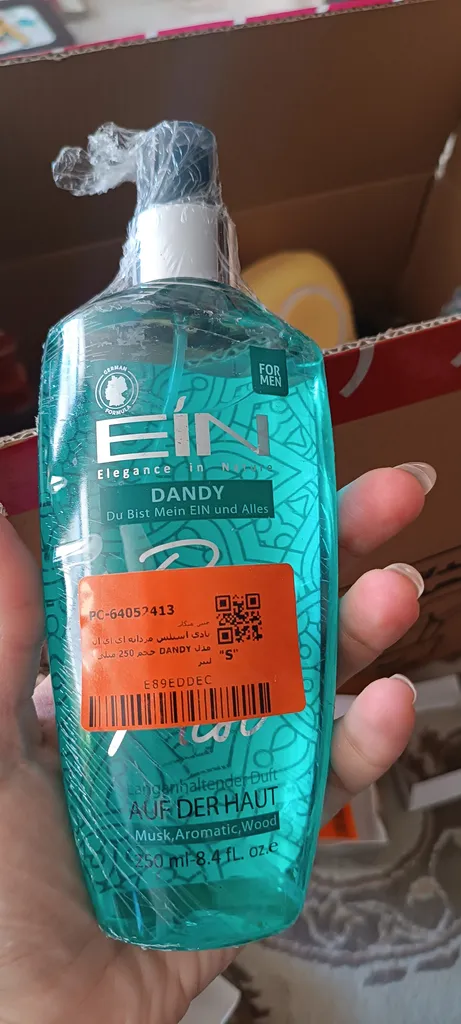 GERMAN
FORMULA
FOR
MEN
EÍN
Elegance in
DANDY
Du Bist Mein EIN und Alles
PC-64052413
بادی اسپلش مردانه ای ای ان
مدل DANDY حجم 250 میلی
لیتر
"S"
E89EDDEC
Langanhaltender Duft
AUF DER HAUT
Musk,Aromatic,Wood
250 ml-8.4 fL. oz.e